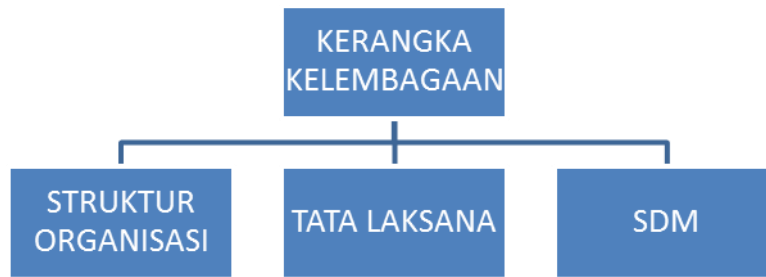 KERANGKA
KELEMBAGAAN
STRUKTUR
ORGANISASI
TATA LAKSANA
SDM